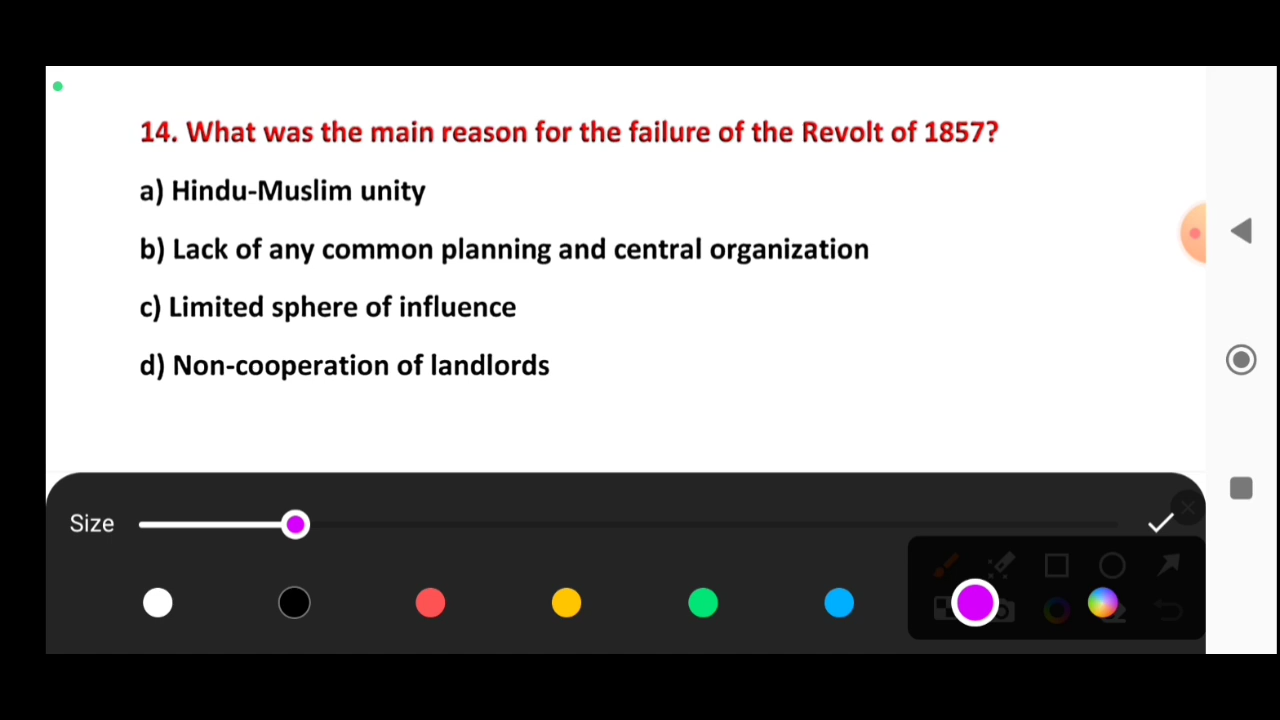 14. What was the main reason for the failure of the Revolt of 1857?
a) Hindu-Muslim unity
b) Lack of any common planning and central organization
c) Limited sphere of influence
d) Non-cooperation of landlords
Size